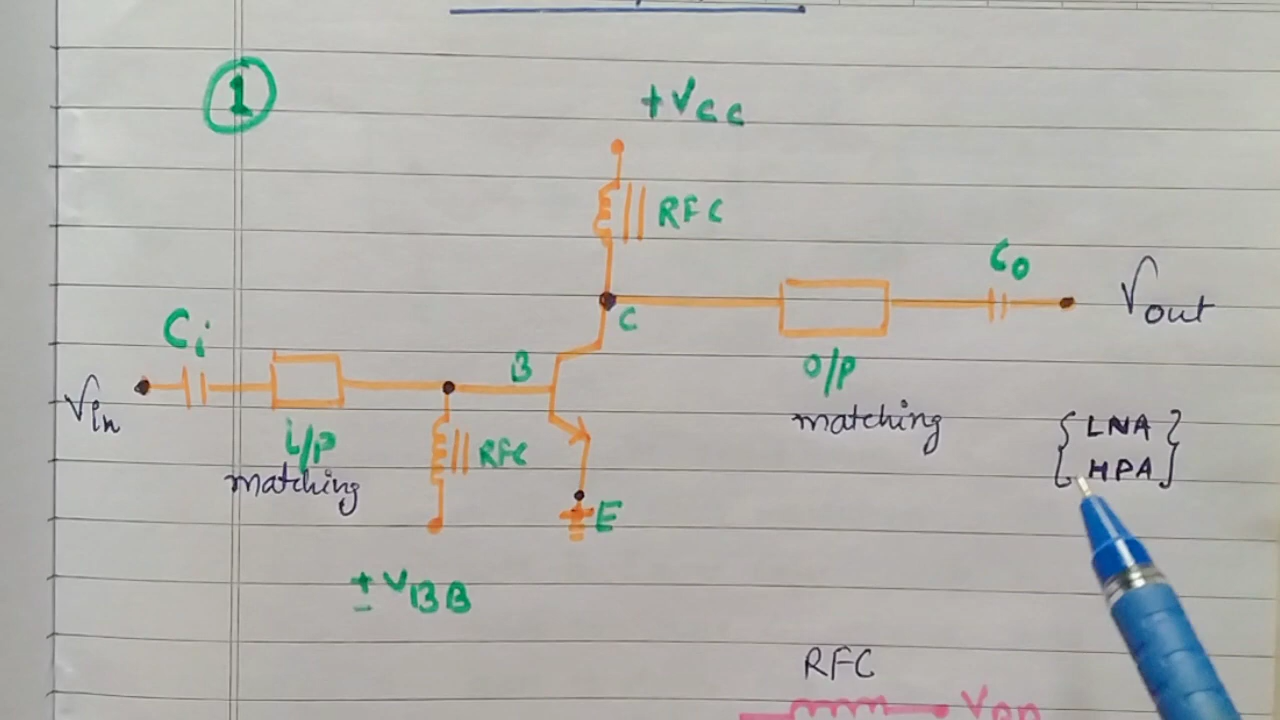 1
+VCC
RFC
Co
Vout
C
Ci
B
O/P
matching
Vin
LNA
HPA
i/p
matching
RFC
E
± VBB
RFC